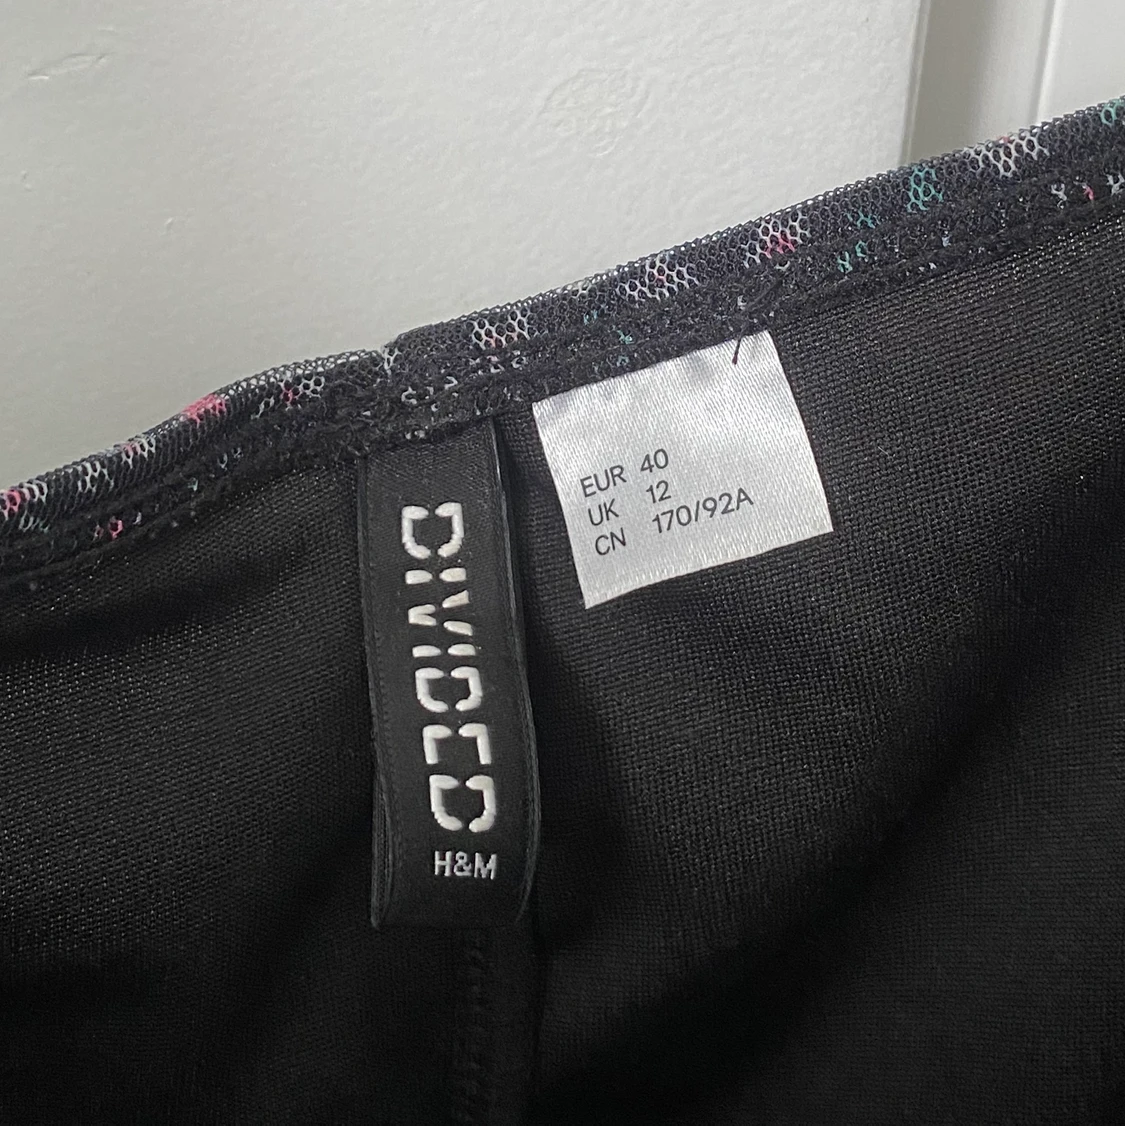 DIVIDED
H&M
EUR 40
UK 12
CN 170/92A